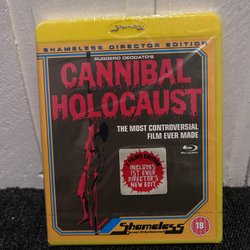 Shameless
SHAMELESS DIRECTOR EDITION
RUGGERO DEODATO'S
CANNIBAL
HOLOCAUST
THE MOST CONTROVERSIAL
FILM EVER MADE
INCLUDES
1ST EVER
DIRECTOR'S
NEW EDIT
Shameless
18